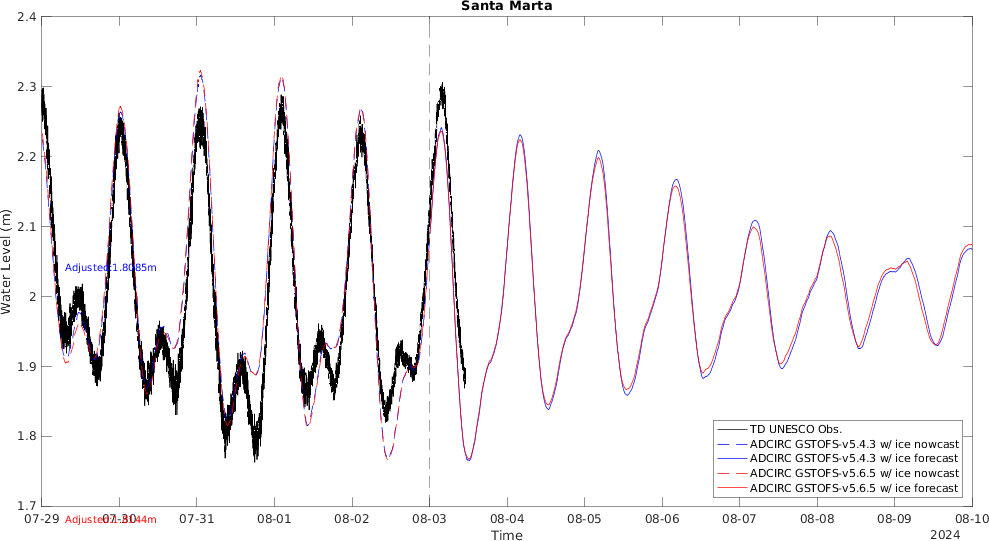 Santa Marta
2.4
2.3
2.2
2.1
2
1.9
1.8
1.7
Water Level (m)
Adjusted:1.8085m
TD UNESCO Obs.
ADCIRC GSTOFS-v5.4.3 w/ ice nowcast
ADCIRC GSTOFS-v5.4.3 w/ ice forecast
ADCIRC GSTOFS-v5.6.5 w/ ice nowcast
ADCIRC GSTOFS-v5.6.5 w/ ice forecast
07-29 07-30 07-31 08-01 08-02 08-03 08-04 08-05 08-06 08-07 08-08 08-09 08-10
Time
2024